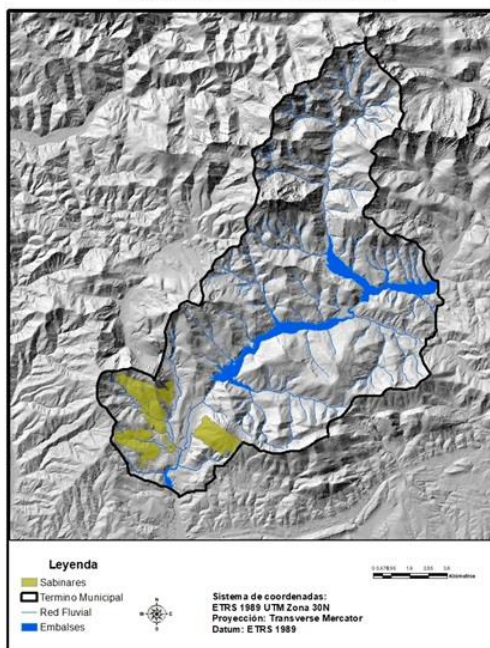 Leyenda
Sabinares
Termino Municipal
Red Fluvial
Embalses
N
W
E
S
Kilómetros
Sistema de coordenadas:
ETRS 1989 UTM Zona 30N
Proyección: Transverse Mercator
Datum: ETRS 1989